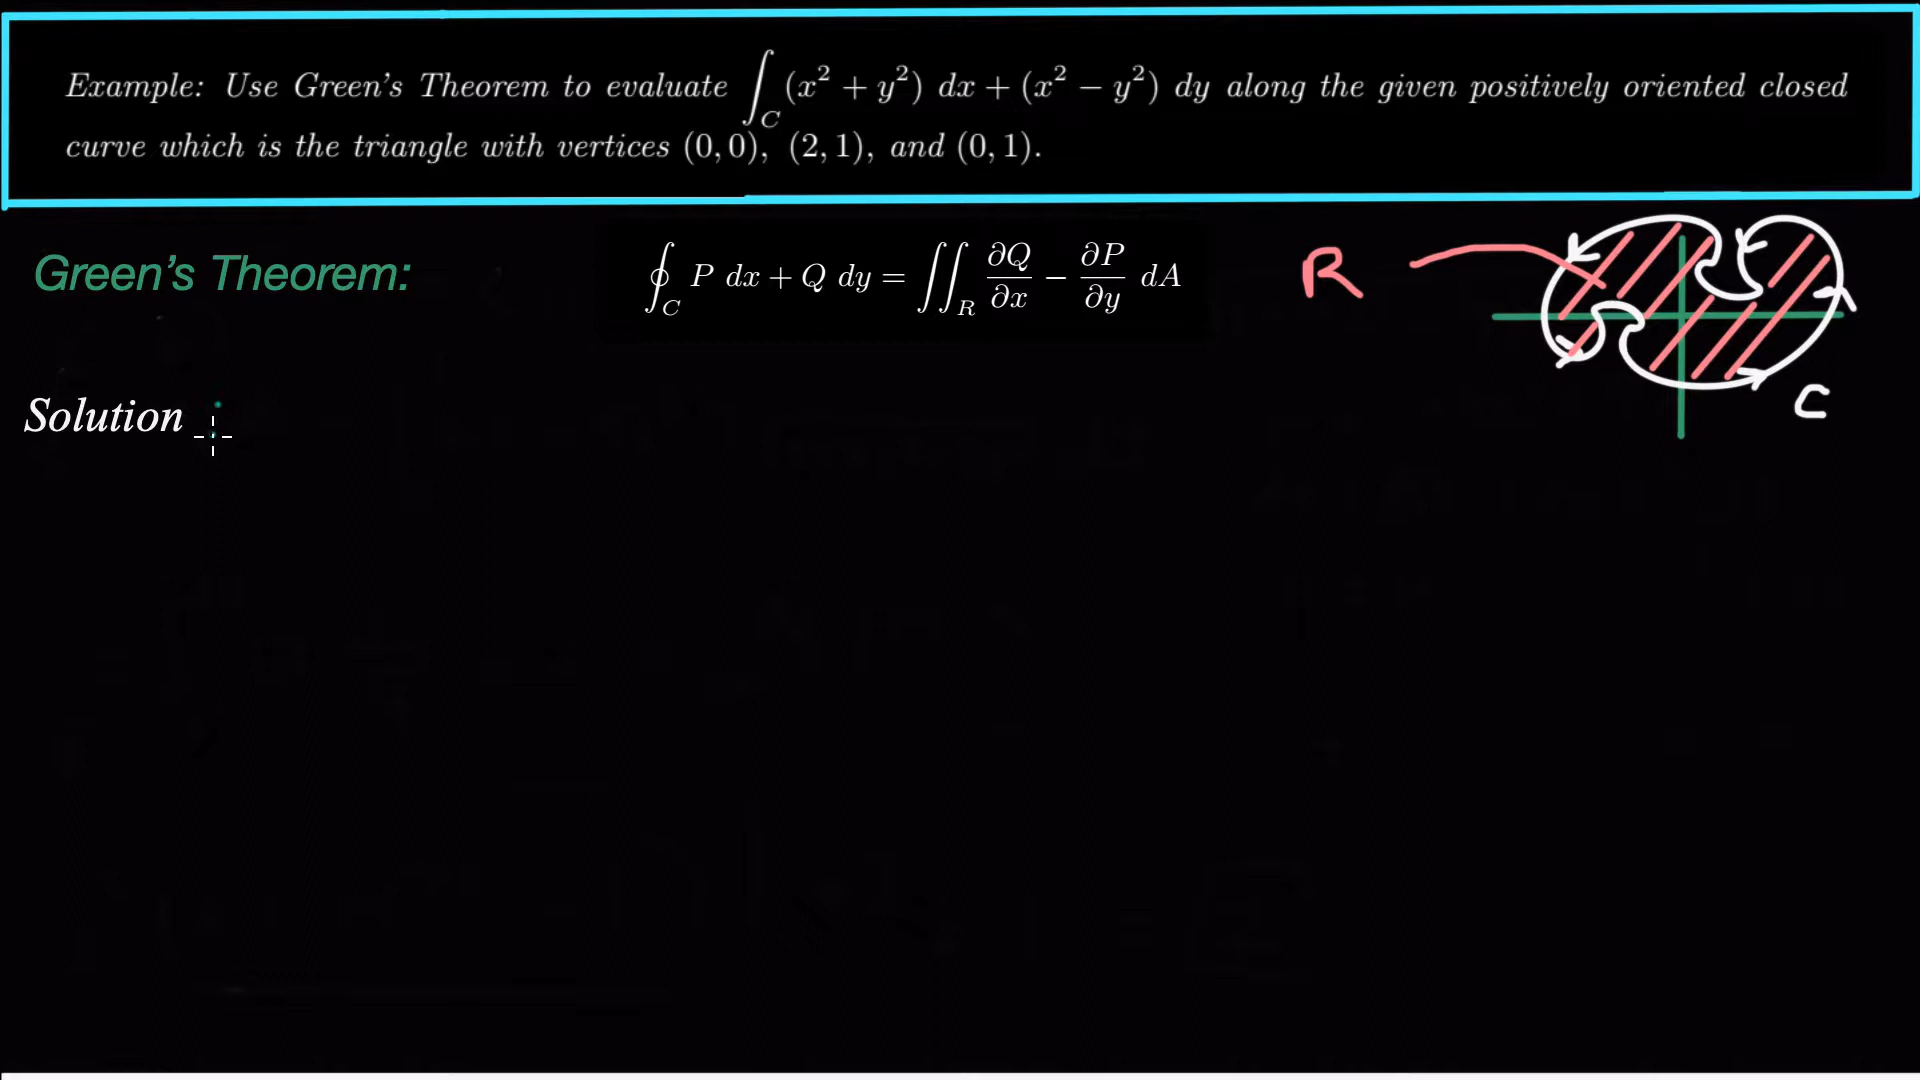 Example: Use Green's Theorem to evaluate ∫_C (x² + y²) dx + (x² − y²) dy along the given positively oriented closed
curve which is the triangle with vertices (0,0), (2,1), and (0,1).
Green's Theorem: ∮_C P dx + Q dy = ∬_R ∂Q/∂x − ∂P/∂y dA
R
C
Solution